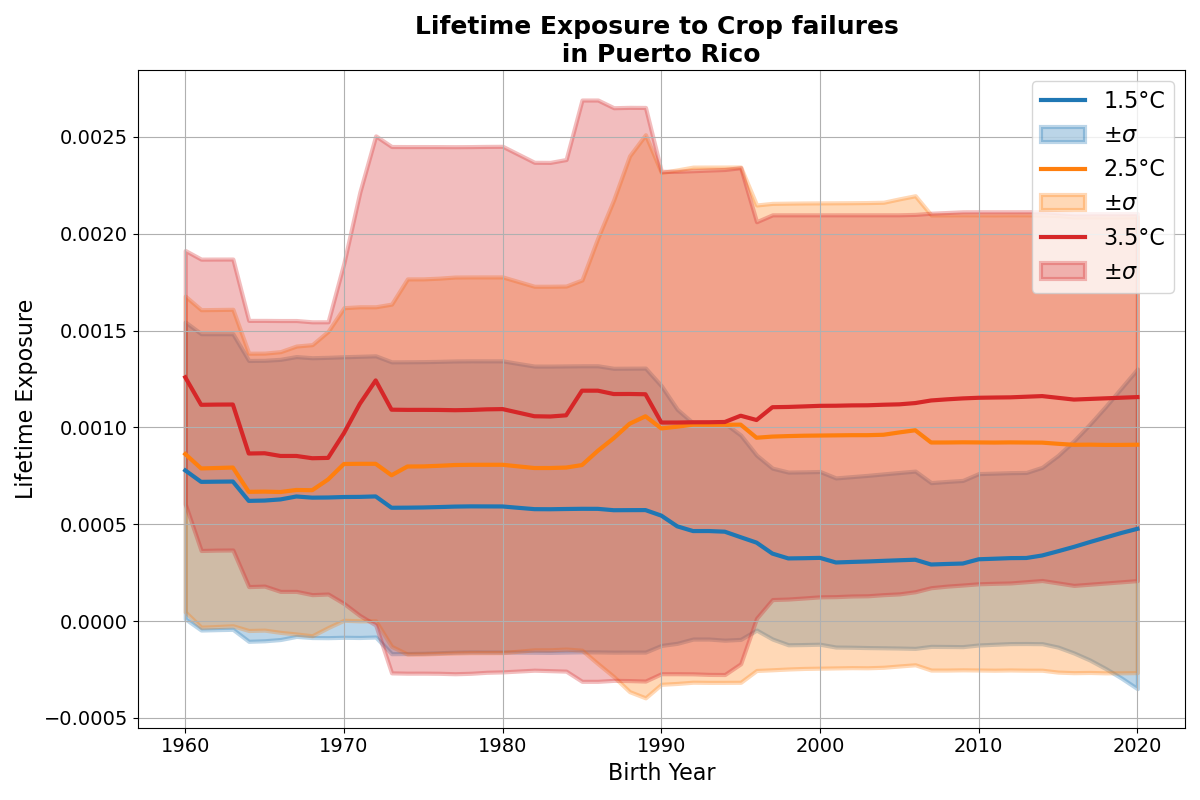 Lifetime Exposure to Crop failures
in Puerto Rico
1.5°C
±σ
2.5°C
±σ
3.5°C
±σ
0.0025
0.0020
0.0015
0.0010
0.0005
0.0000
−0.0005
Lifetime Exposure
1960 1970 1980 1990 2000 2010 2020
Birth Year